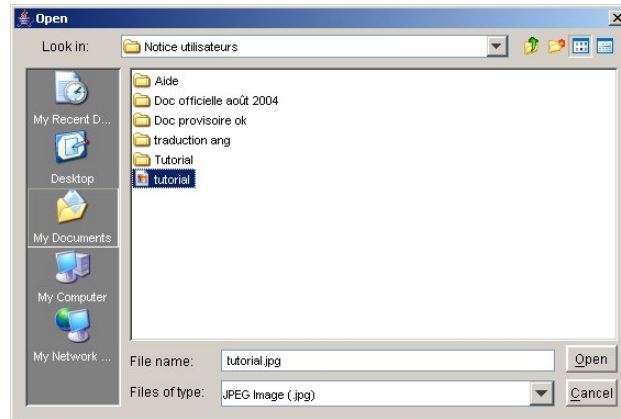 Open
Look in:
Notice utilisateurs
Aide
Doc officielle août 2004
Doc provisoire ok
traduction ang
Tutorial
tutorial
My Recent D...
Desktop
My Documents
My Computer
My Network ...
File name:
tutorial.jpg
Open
Files of type:
JPEG Image (.jpg)
Cancel